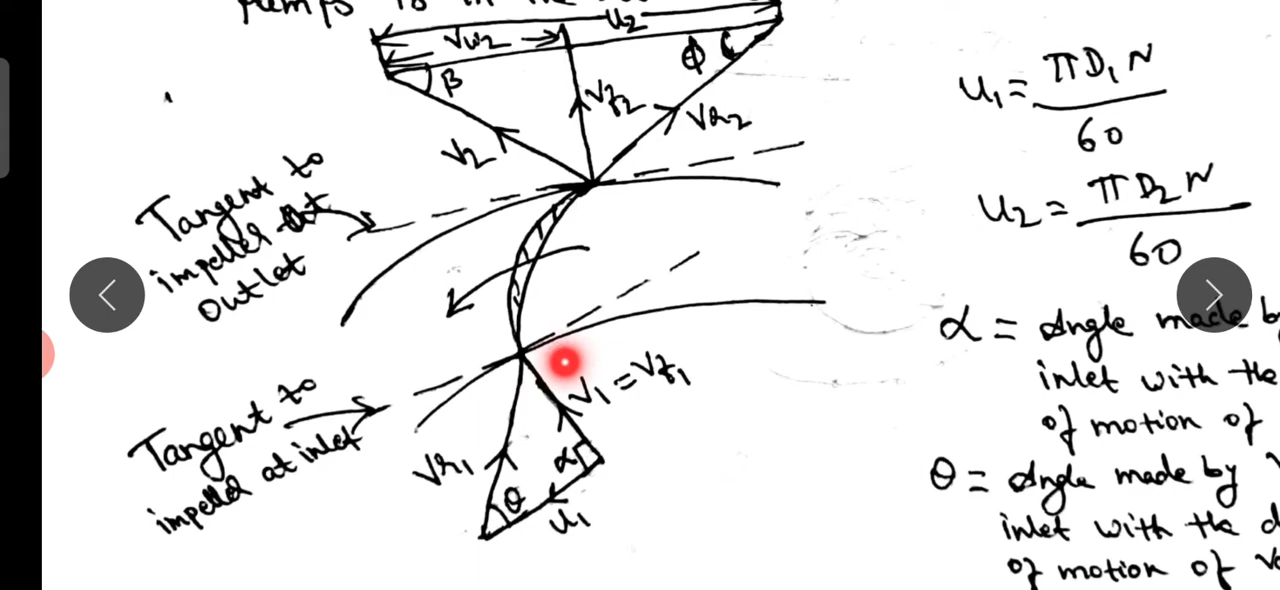 u2
Vw2
β
ϕ
Vf2
Vr2
V2
Tangent to
impeller
outlet
V1 = Vf1
Vr1
α
θ
u1
Tangent to
impelled at inlet
u1 = πD1N
60
u2 = πD2N
60
α = Angle made by
inlet with the
of motion of
θ = Angle made by V
inlet with the d
of motion of